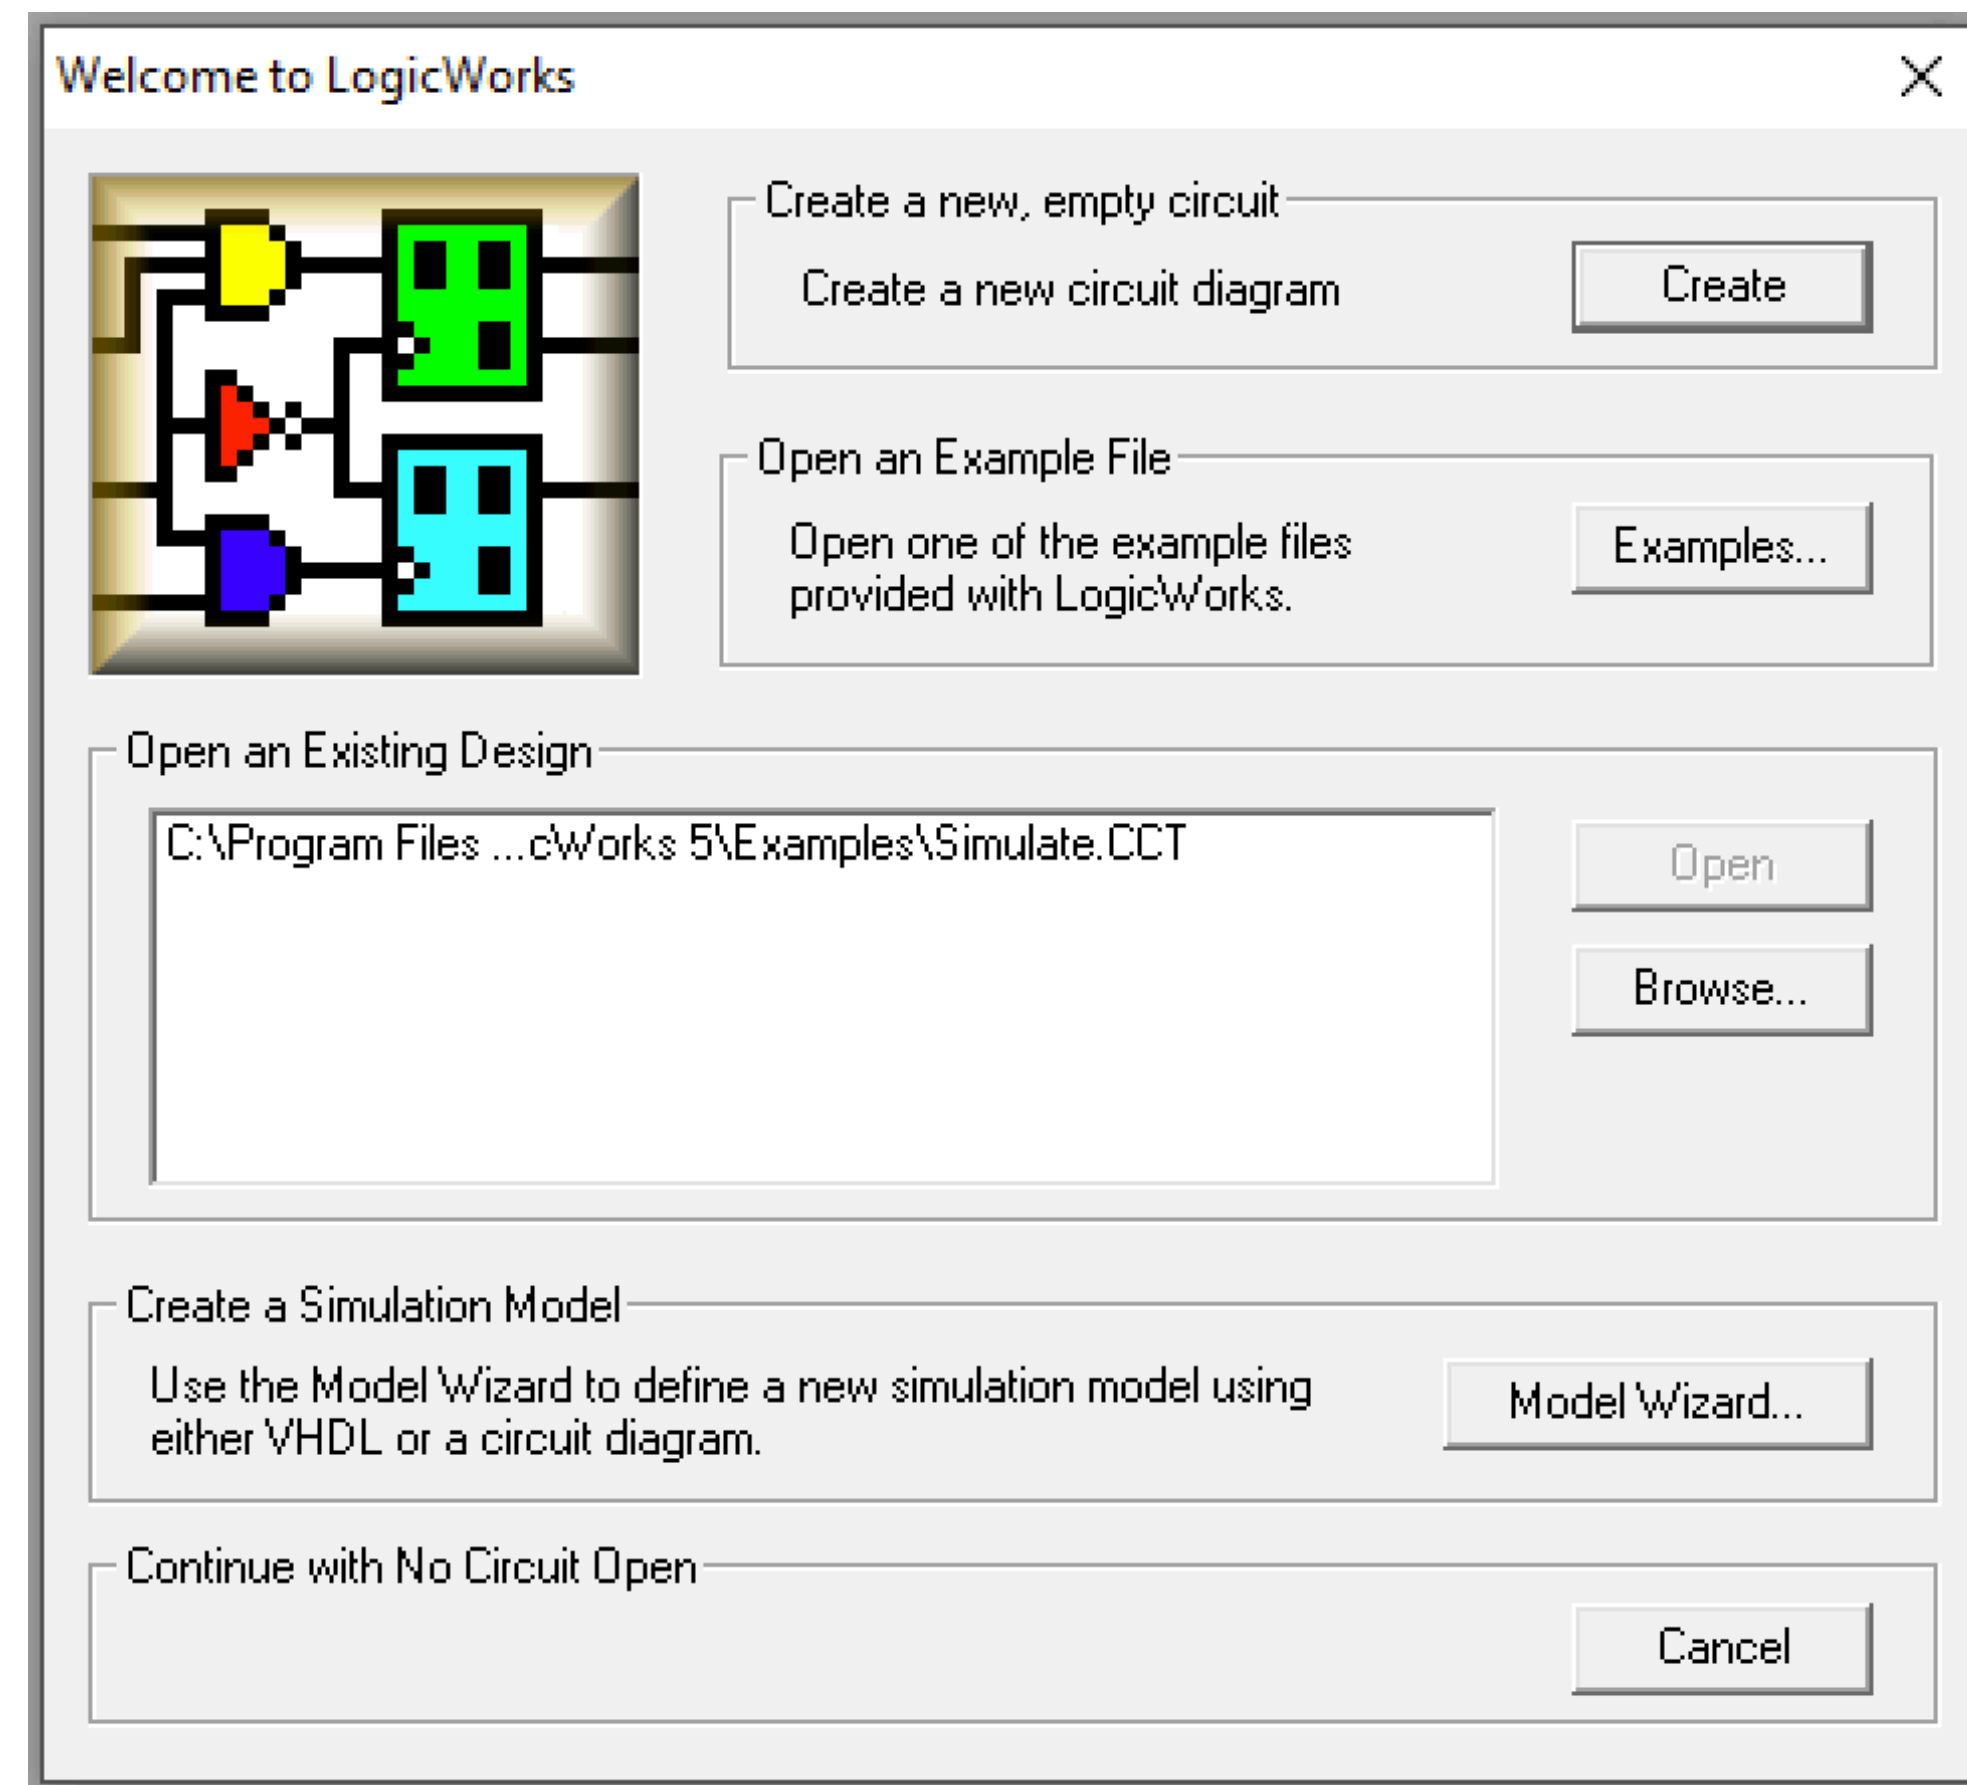 Welcome to LogicWorks
Create a new, empty circuit
Create a new circuit diagram
Create
Open an Example File
Open one of the example files
provided with LogicWorks.
Examples...
Open an Existing Design
C:\Program Files ...cWorks 5\Examples\Simulate.CCT
Open
Browse...
Create a Simulation Model
Use the Model Wizard to define a new simulation model using
either VHDL or a circuit diagram.
Model Wizard...
Continue with No Circuit Open
Cancel